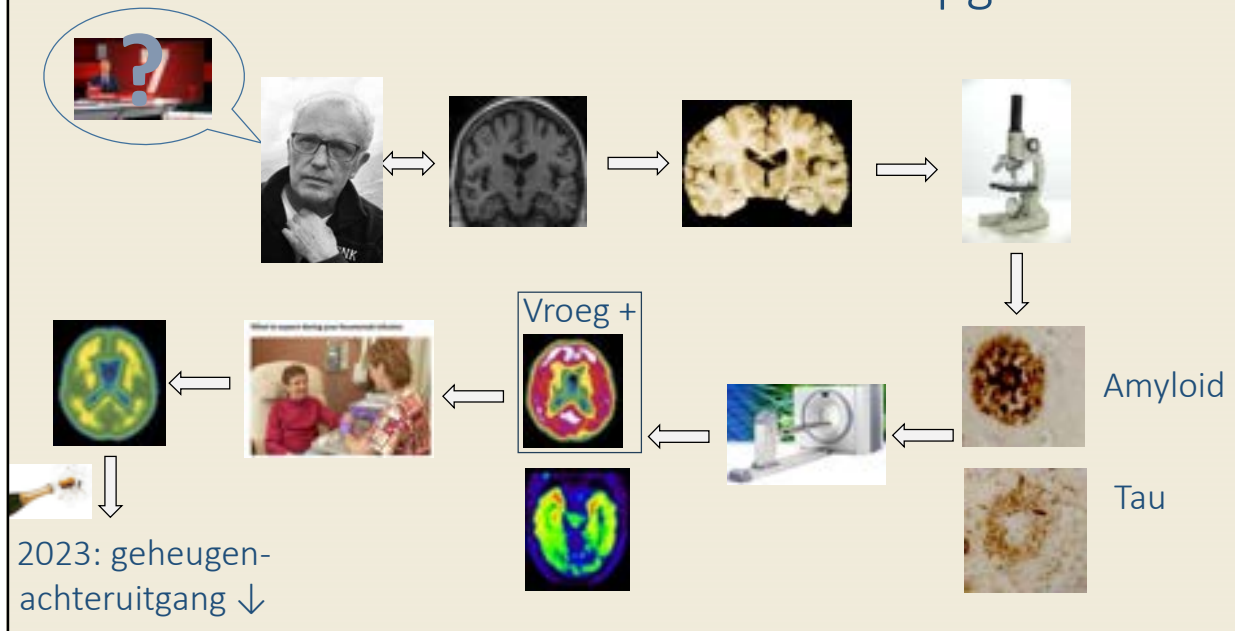 ?
Vroeg +
Amyloid
Tau
2023: geheugen-
achteruitgang ↓